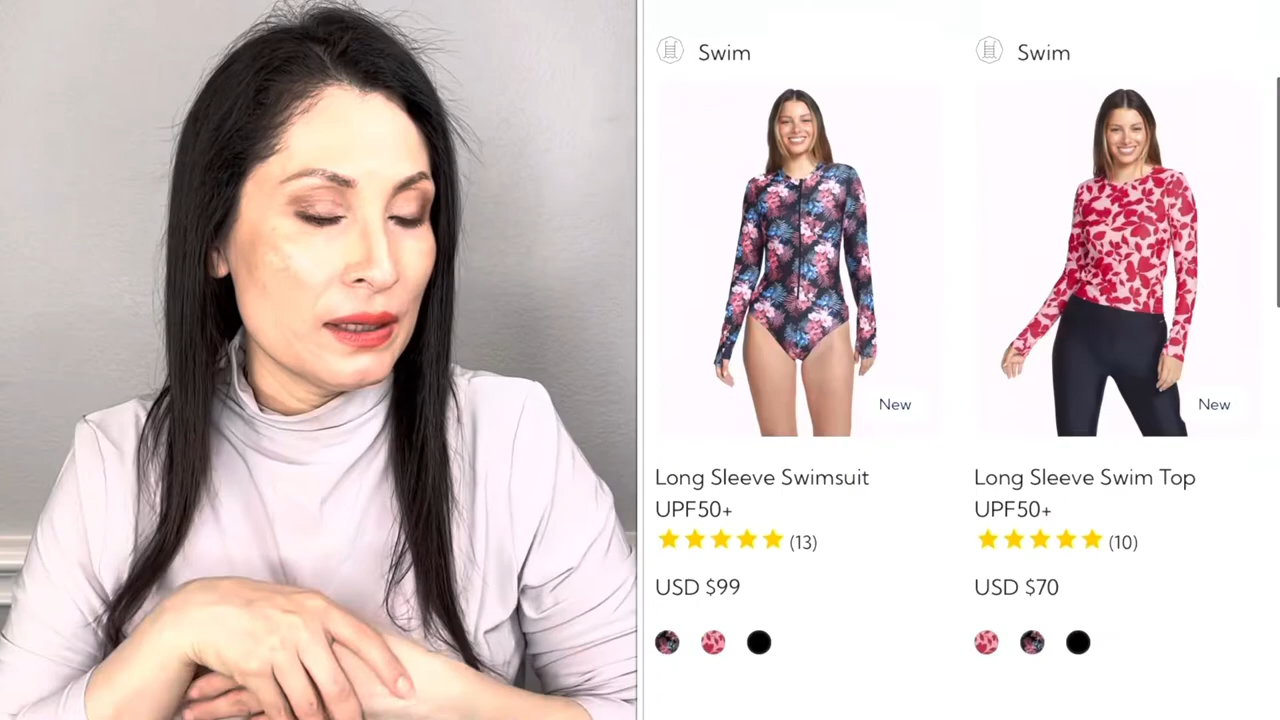 Swim
New
Long Sleeve Swimsuit
UPF50+
(13)
USD $99
Swim
New
Long Sleeve Swim Top
UPF50+
(10)
USD $70